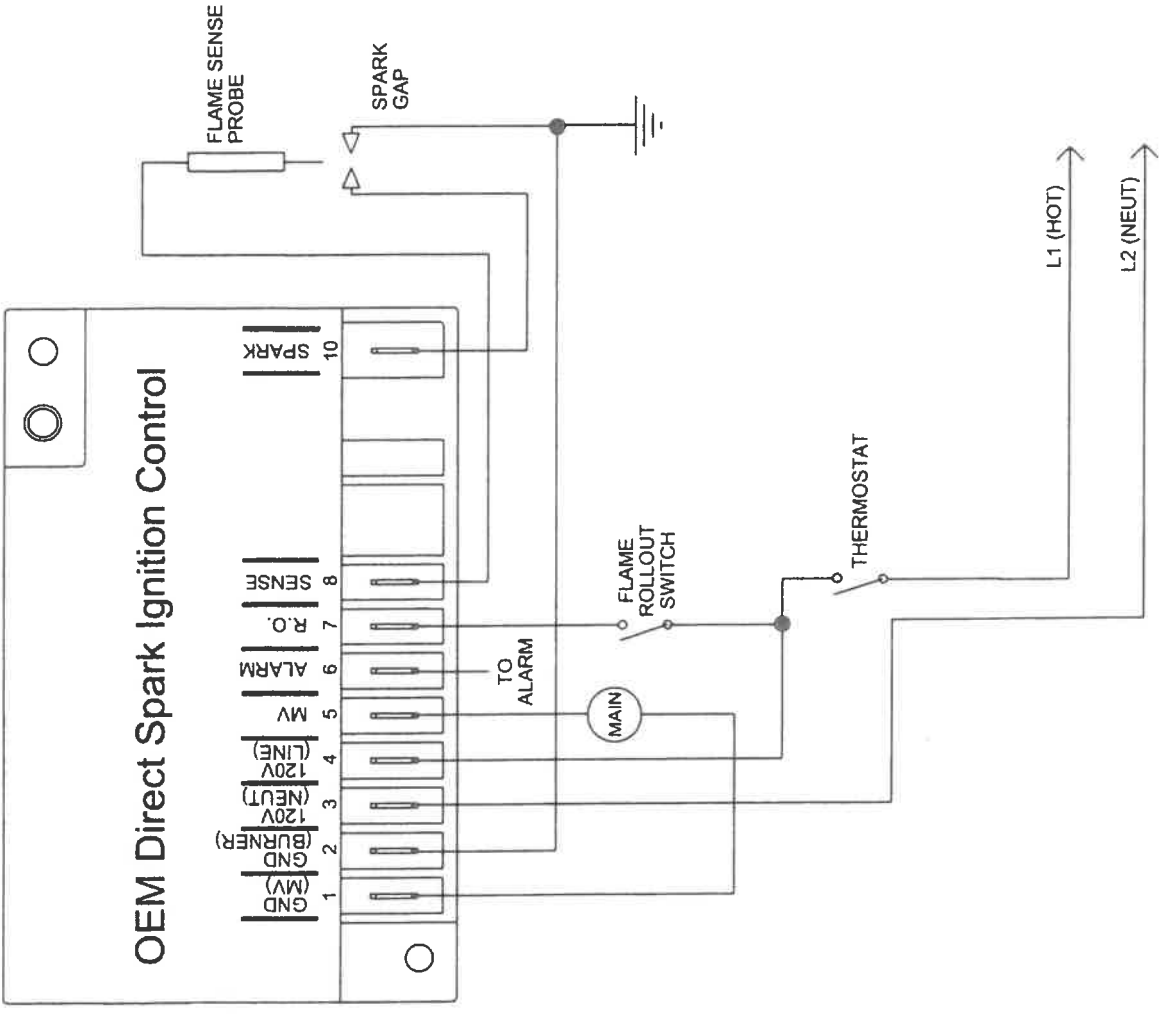 OEM Direct Spark Ignition Control
GND
(MV)
1
GND
(BURNER)
2
120V
(NEUT)
3
120V
(LINE)
4
MV
5
ALARM
6
R.O.
7
SENSE
8
SPARK
10
FLAME SENSE
PROBE
SPARK
GAP
TO
ALARM
MAIN
FLAME
ROLLOUT
SWITCH
THERMOSTAT
L1 (HOT)
L2 (NEUT)